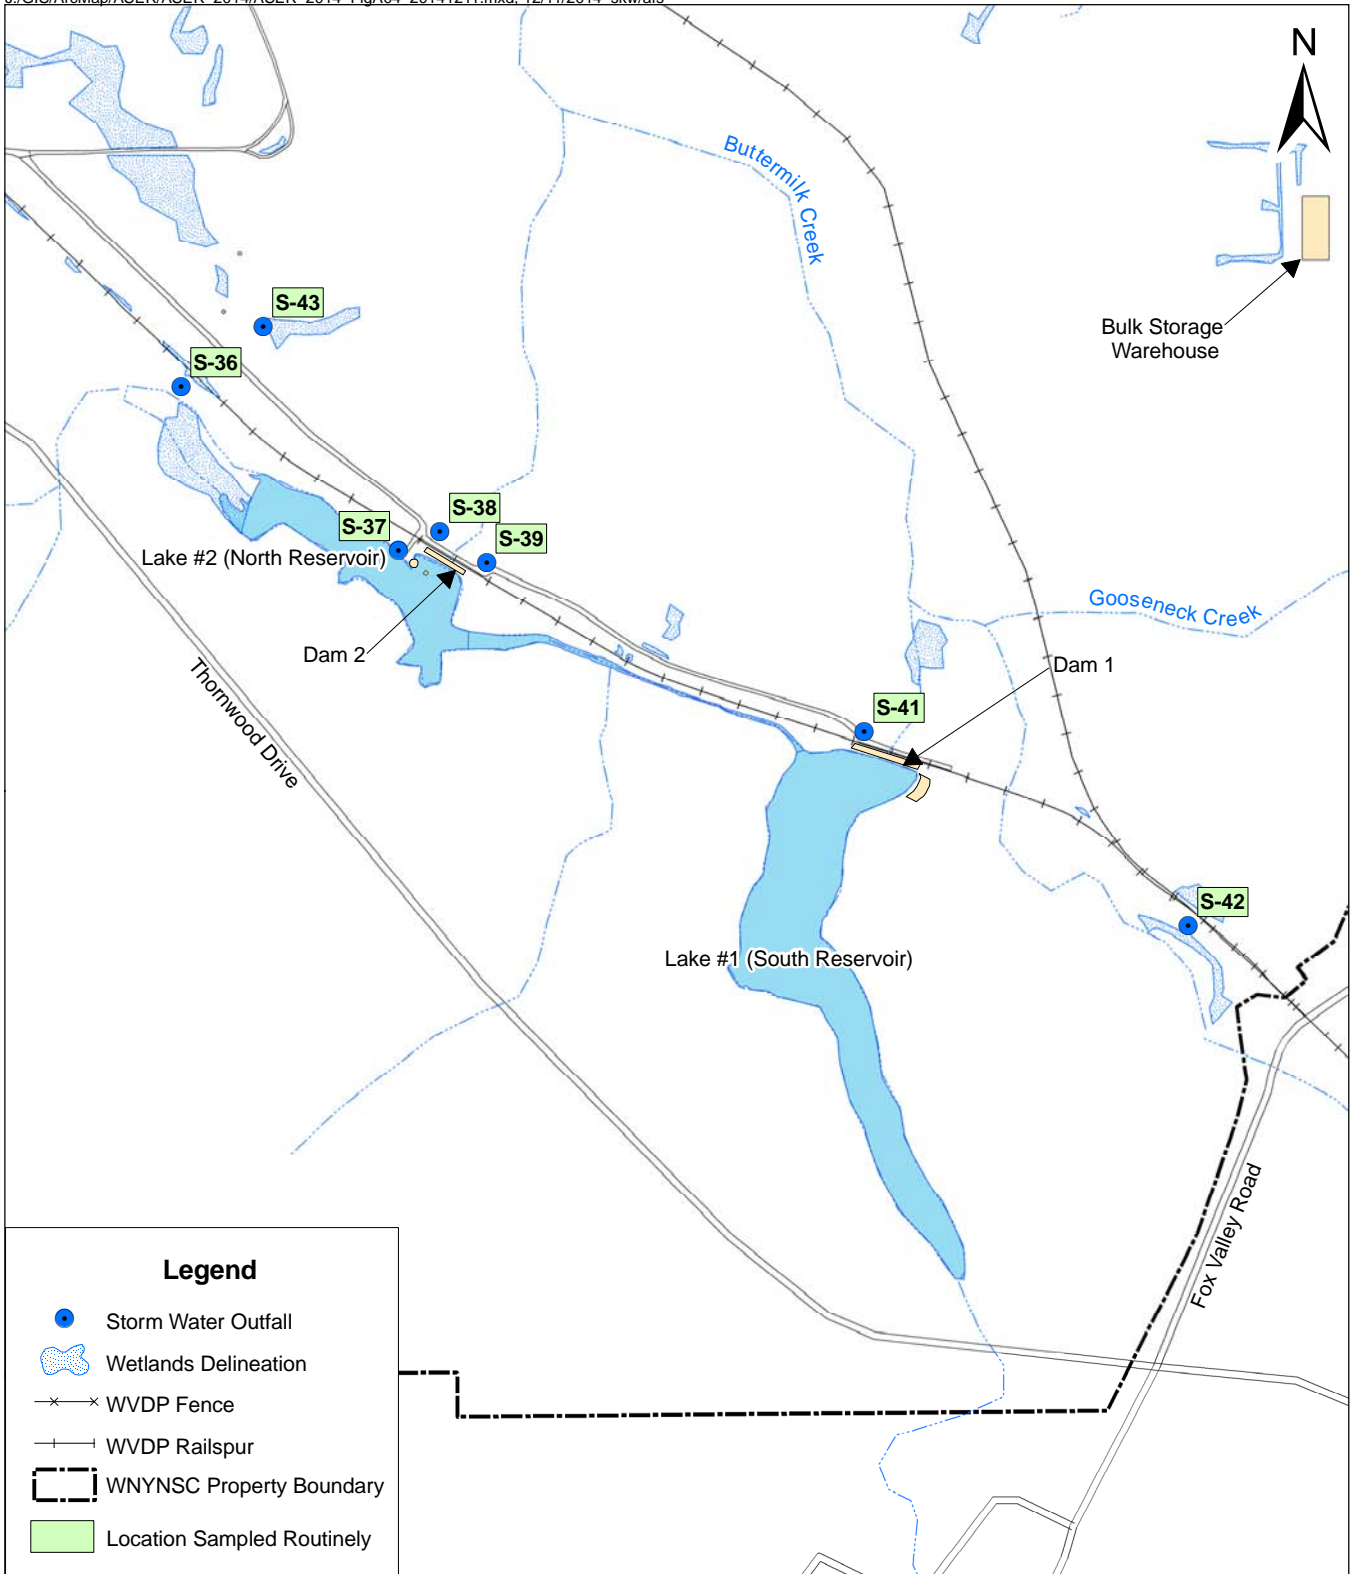 N
Buttermilk Creek
Bulk Storage
Warehouse
S-43
S-36
S-38
S-37
S-39
Lake #2 (North Reservoir)
Gooseneck Creek
Dam 2
Dam 1
Thornwood Drive
S-41
S-42
Lake #1 (South Reservoir)
Fox Valley Road
Legend
Storm Water Outfall
Wetlands Delineation
WVDP Fence
WVDP Railspur
WNYNSC Property Boundary
Location Sampled Routinely